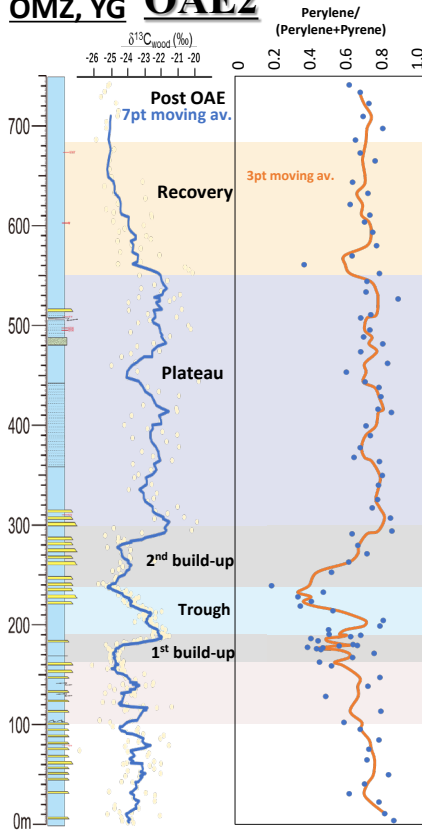 OMZ, YG OAE2
Perylene/
(Perylene+Pyrene)
δ¹³Cwood (‰)
-26 -25 -24 -23 -22 -21 -20
0 0.2 0.4 0.6 0.8 1.0
Post OAE
7pt moving av.
700
3pt moving av.
Recovery
600
500
Plateau
400
300
2nd build-up
Trough
200
1st build-up
100
0m